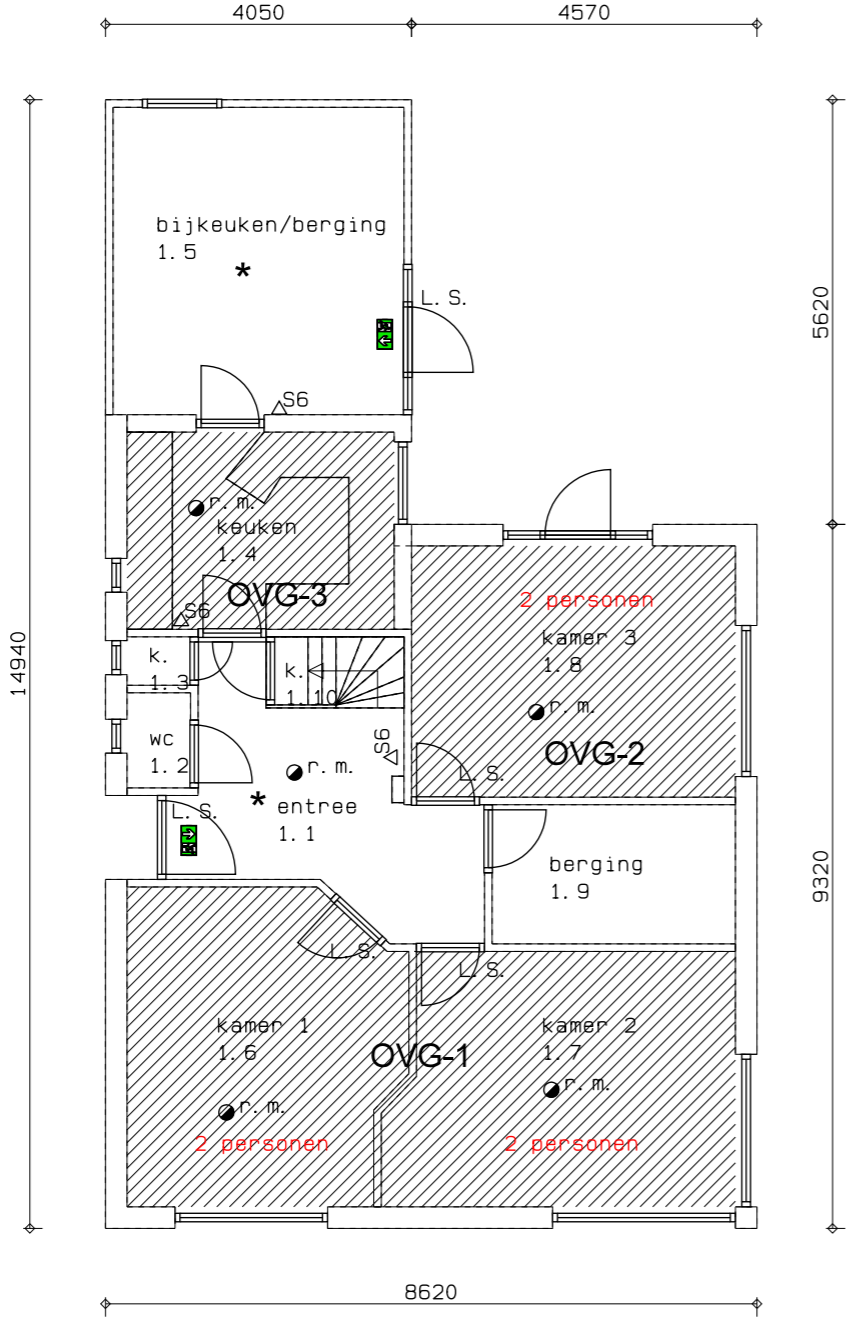 4050
4570
bijkeuken/berging
1.5
*
L.S.
5620
S6
r.m.
keuken
1.4
OVG-3
S6
2 personen
kamer 3
1.8
14940
k.
1.3
k.
1.10
r.m.
wc
1.2
S6
OVG-2
r.m.
L.S.
* entree
1.1
L.S.
berging
1.9
9320
L.S.
L.S.
kamer 1
1.6
kamer 2
1.7
OVG-1
r.m.
r.m.
2 personen
2 personen
8620